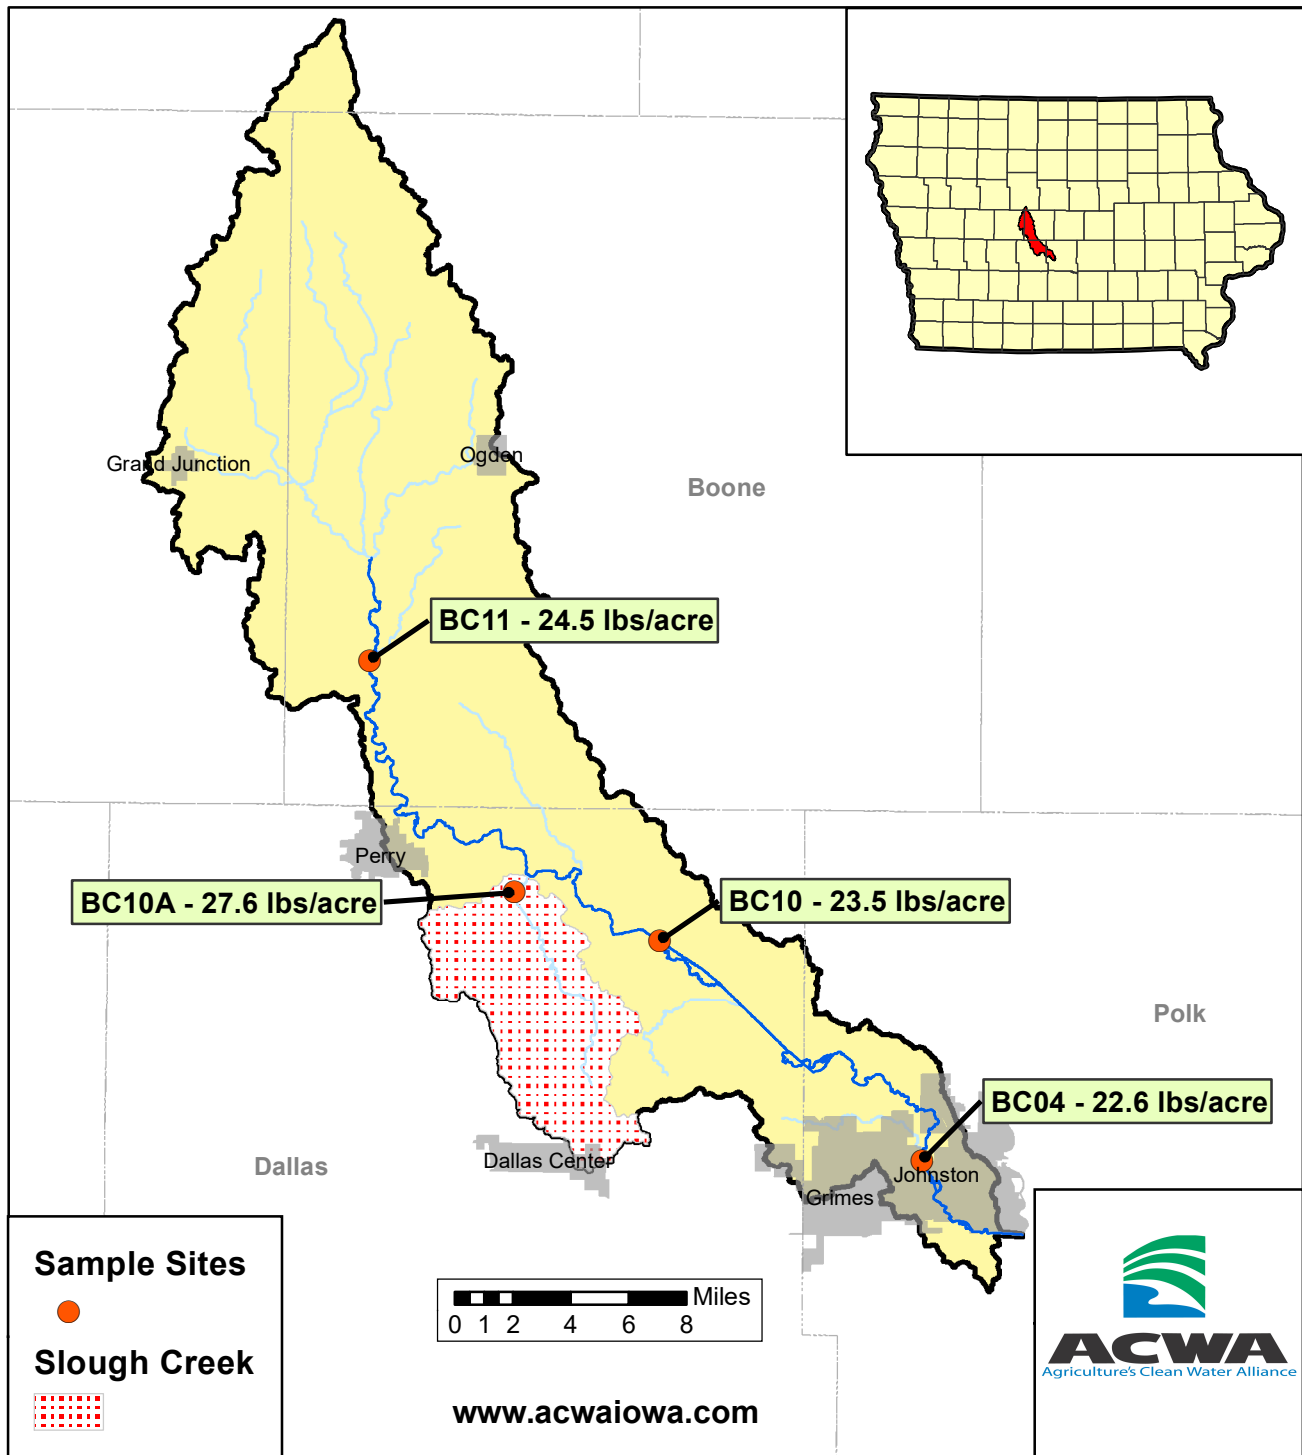 Grand Junction
Ogden
Boone
BC11 - 24.5 lbs/acre
Perry
BC10A - 27.6 lbs/acre
BC10 - 23.5 lbs/acre
Polk
BC04 - 22.6 lbs/acre
Dallas
Dallas Center
Johnston
Grimes
Sample Sites
Slough Creek
Miles
0 1 2 4 6 8
www.acwaiowa.com
ACWA
Agriculture's Clean Water Alliance